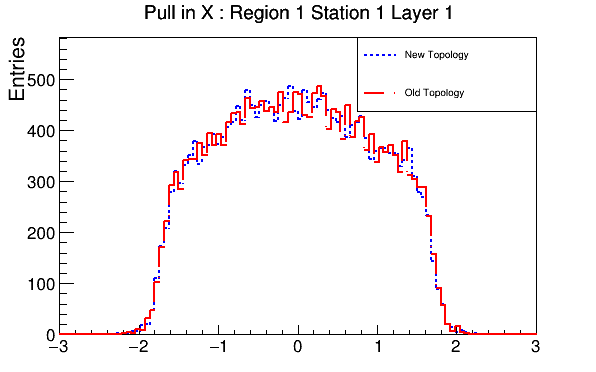 Pull in X : Region 1 Station 1 Layer 1
Entries
New Topology
Old Topology
500
400
300
200
100
0
−3 −2 −1 0 1 2 3